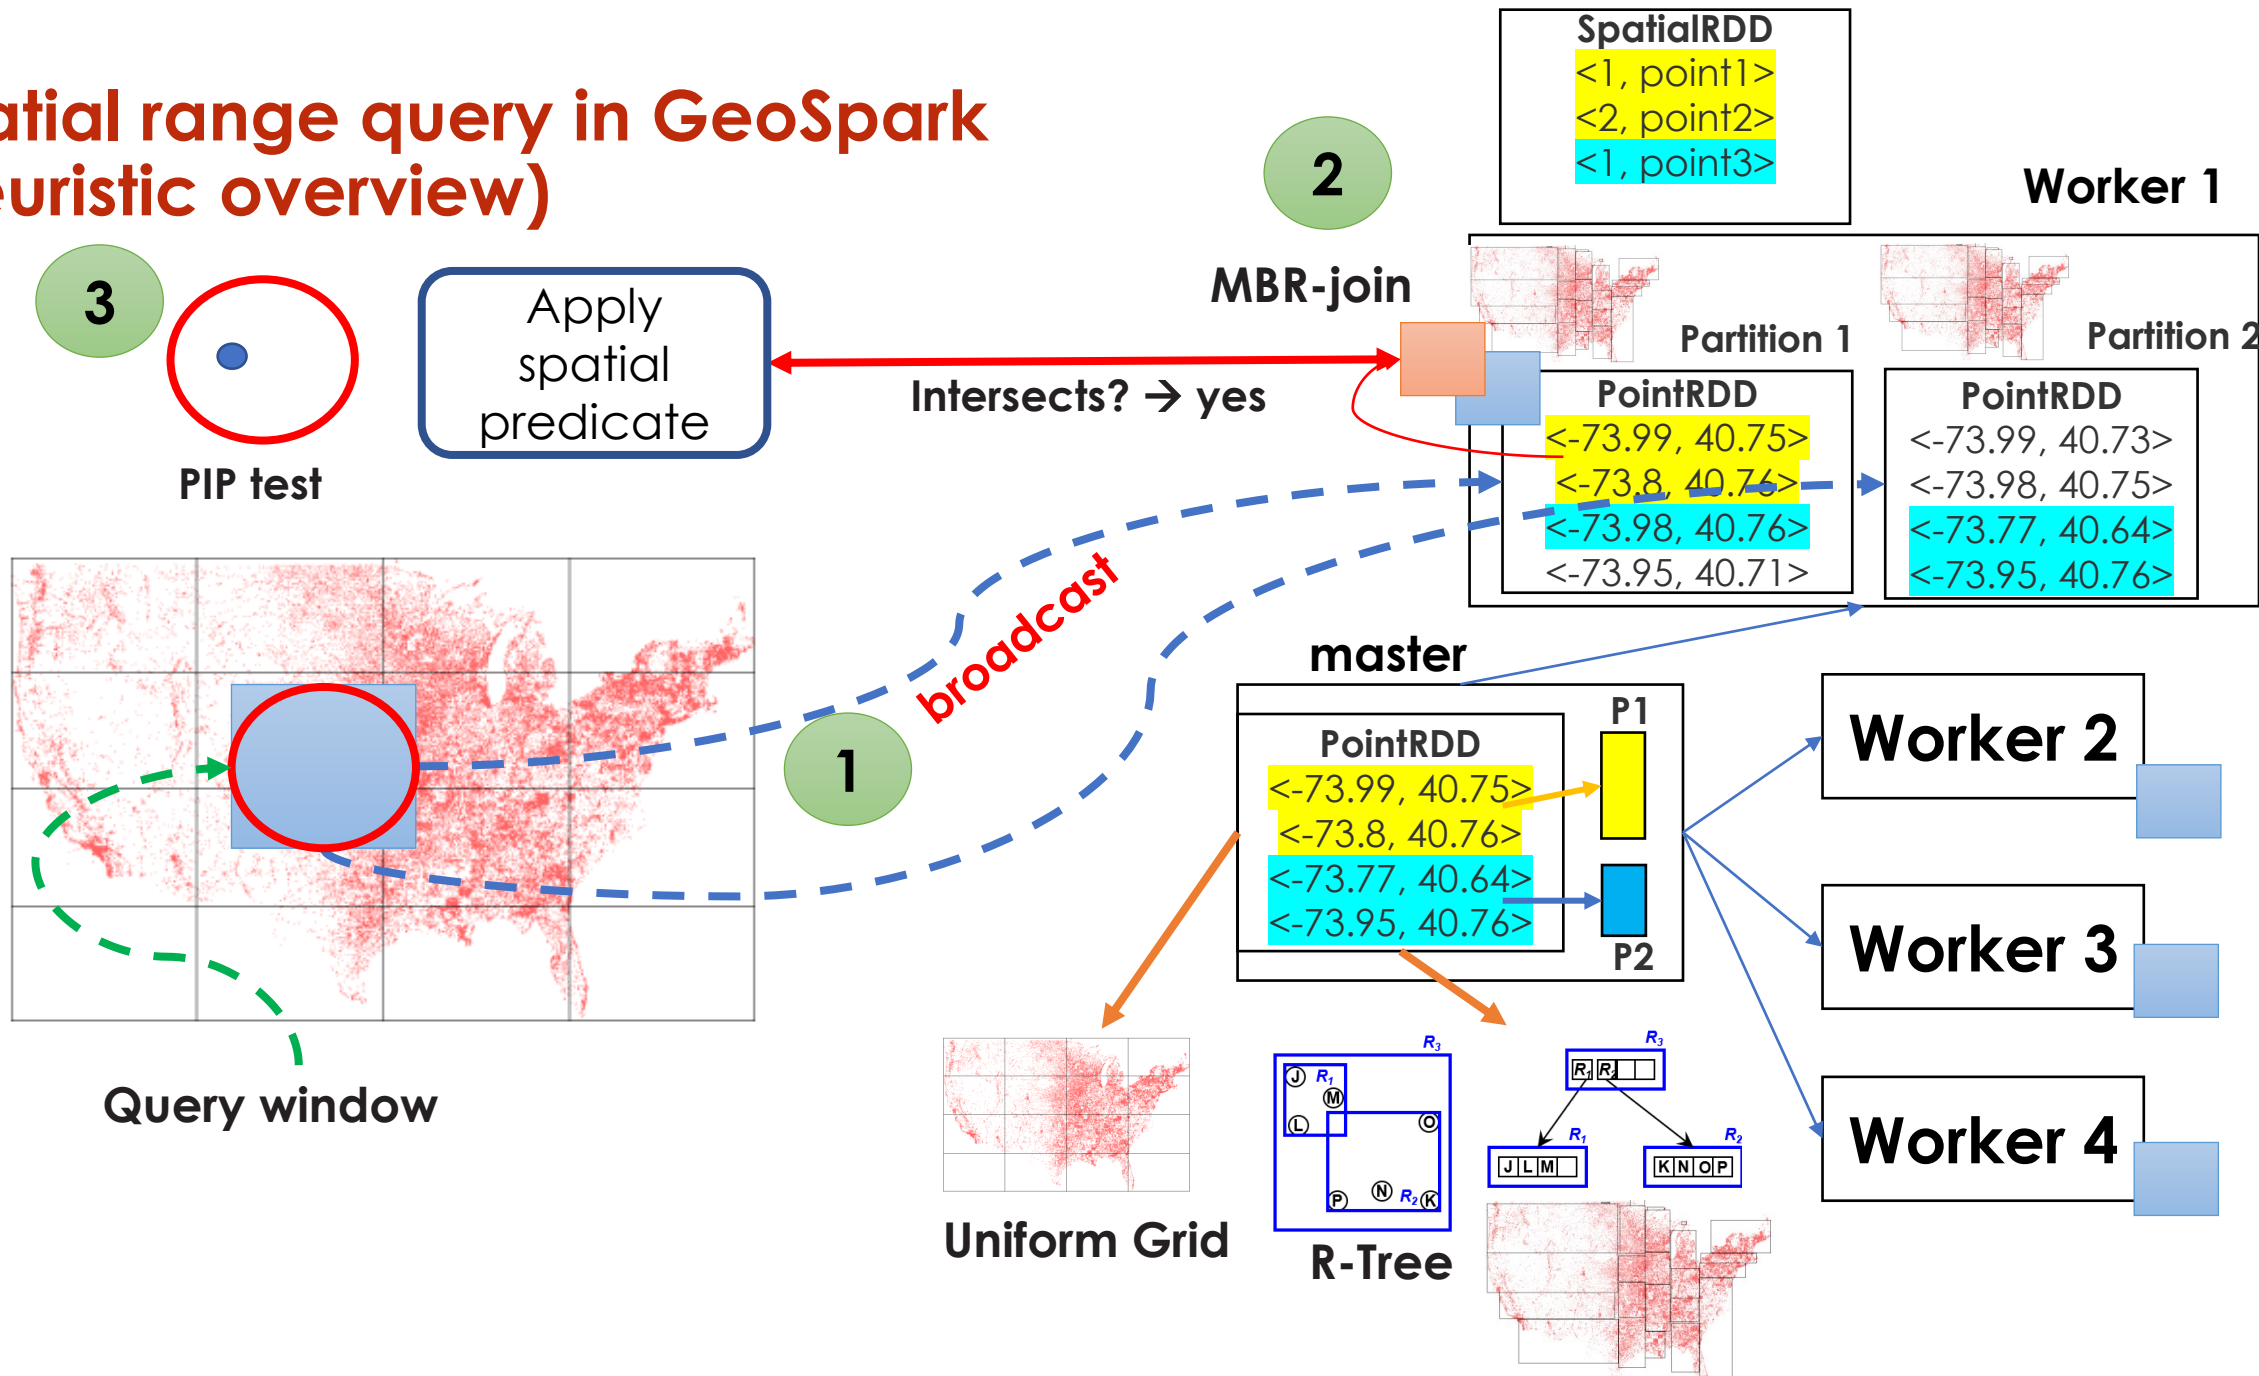 atial range query in GeoSpark
euristic overview)
SpatialRDD
<1, point1>
<2, point2>
<1, point3>
2
Worker 1
3
Apply
spatial
predicate
MBR-join
Intersects? → yes
PIP test
Partition 1
Partition 2
PointRDD
<-73.99, 40.75>
<-73.8, 40.76>
<-73.98, 40.76>
<-73.95, 40.71>
PointRDD
<-73.99, 40.73>
<-73.98, 40.75>
<-73.77, 40.64>
<-73.95, 40.76>
broadcast
1
master
PointRDD
<-73.99, 40.75>
<-73.8, 40.76>
<-73.77, 40.64>
<-73.95, 40.76>
P1
P2
Worker 2
Worker 3
Worker 4
Query window
Uniform Grid
R3
J
R1
M
L
O
P
N
R2
K
R-Tree
R3
R1 R2
R1
J L M
R2
K N O P